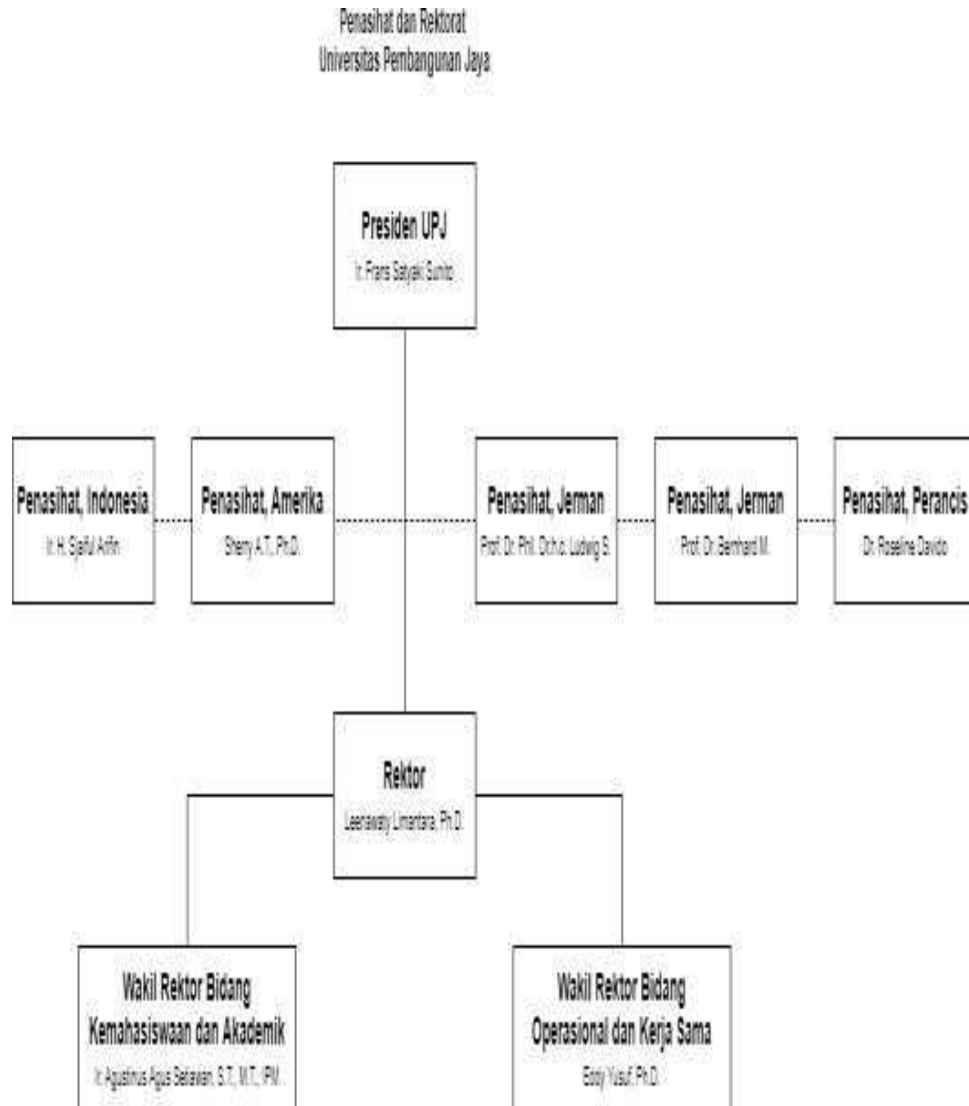 Penasihat dan Rektorat
Universitas Pembangunan Jaya
Presiden UPJ
Ir. Frans Satyaki Sunito
Penasihat, Indonesia
Ir. H. Sjaiful Arifin
Penasihat, Amerika
Sherry A.T., Ph.D.
Penasihat, Jerman
Prof. Dr. Phil. Dr.h.c. Ludwig S.
Penasihat, Jerman
Prof. Dr. Bernhard M.
Penasihat, Perancis
Dr. Roseline Davido
Rektor
Leenawaty Limantara, Ph.D.
Wakil Rektor Bidang
Kemahasiswaan dan Akademik
Ir. Agustinus Agus Setiawan, S.T., M.T., IPM
Wakil Rektor Bidang
Operasional dan Kerja Sama
Eddy Yusuf, Ph.D.